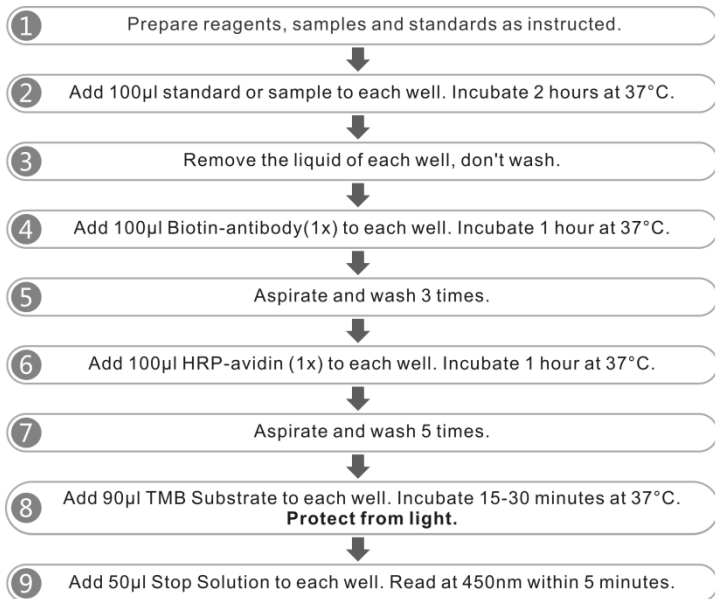 1 Prepare reagents, samples and standards as instructed.
2 Add 100μl standard or sample to each well. Incubate 2 hours at 37°C.
3 Remove the liquid of each well, don't wash.
4 Add 100μl Biotin-antibody(1x) to each well. Incubate 1 hour at 37°C.
5 Aspirate and wash 3 times.
6 Add 100μl HRP-avidin (1x) to each well. Incubate 1 hour at 37°C.
7 Aspirate and wash 5 times.
8 Add 90μl TMB Substrate to each well. Incubate 15-30 minutes at 37°C.
Protect from light.
9 Add 50μl Stop Solution to each well. Read at 450nm within 5 minutes.